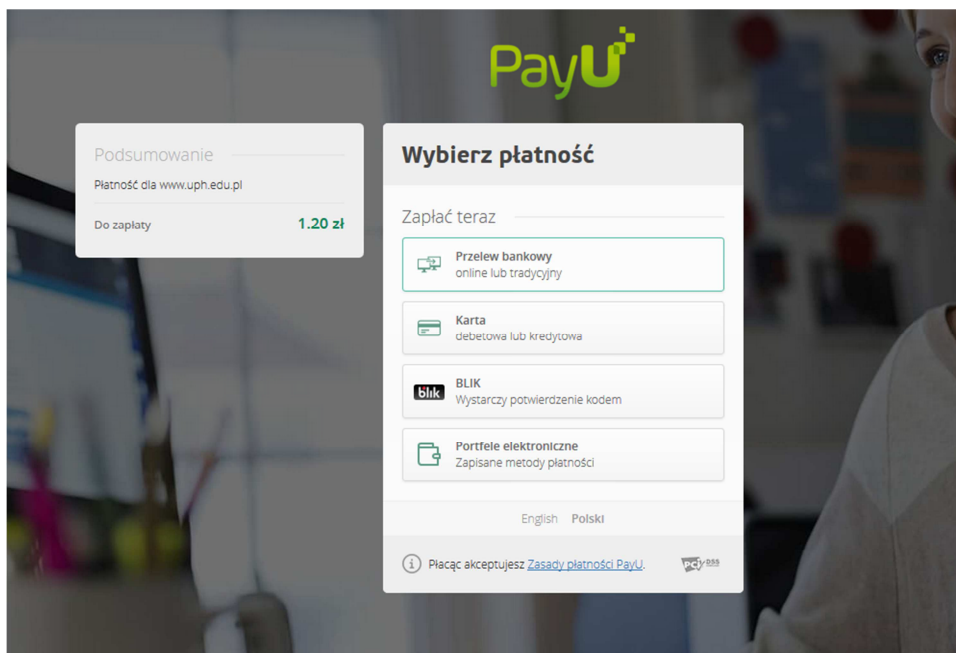 PayU
Podsumowanie
Płatność dla www.uph.edu.pl
Do zapłaty 1.20 zł
Wybierz płatność
Zapłać teraz
Przelew bankowy
online lub tradycyjny
Karta
debetowa lub kredytowa
blik
BLIK
Wystarczy potwierdzenie kodem
Portfele elektroniczne
Zapisane metody płatności
English Polski
i Płacąc akceptujesz Zasady płatności PayU.
PCI DSS